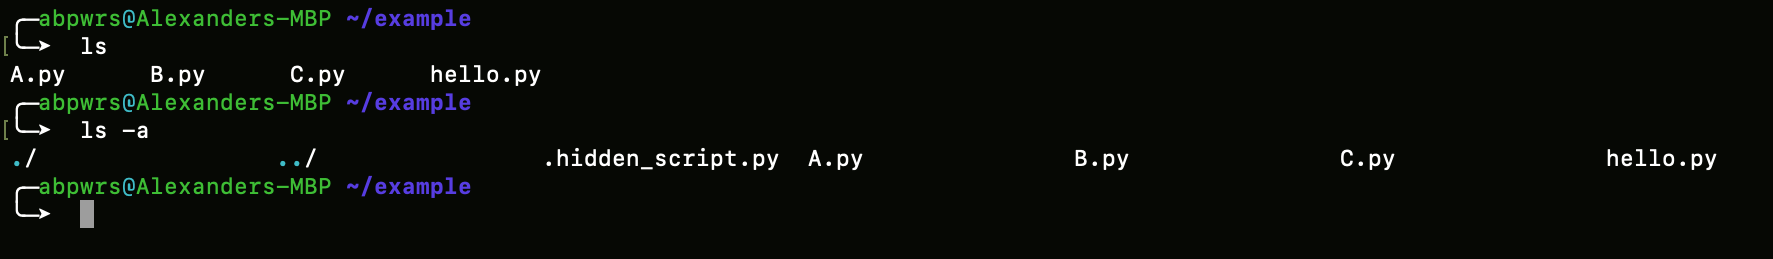 abpwrs@Alexanders-MBP ~/example
[ ls
A.py B.py C.py hello.py
abpwrs@Alexanders-MBP ~/example
[ ls -a
./ ../ .hidden_script.py A.py B.py C.py hello.py
abpwrs@Alexanders-MBP ~/example